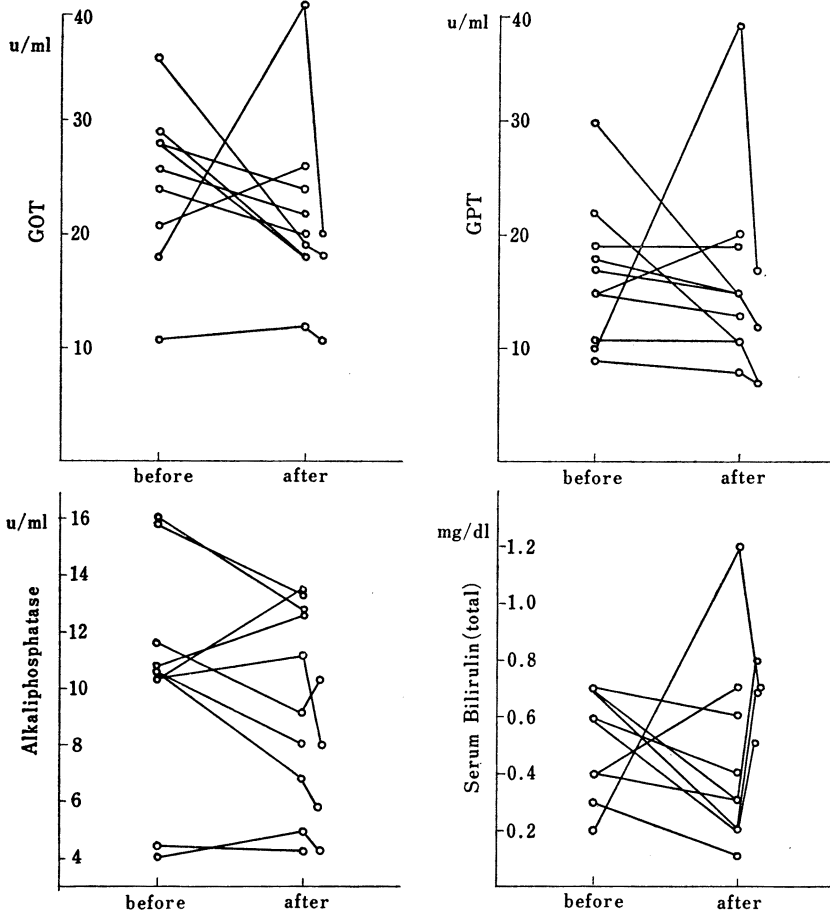 40
u/ml
30
GOT
20
10
before after
u/ml
40
30
GPT
20
10
before after
u/ml
16
14
12
Alkaliphosphatase
10
8
6
4
before after
mg/dl
1.2
1.0
0.8
Serum Bilirulin (total)
0.6
0.4
0.2
before after